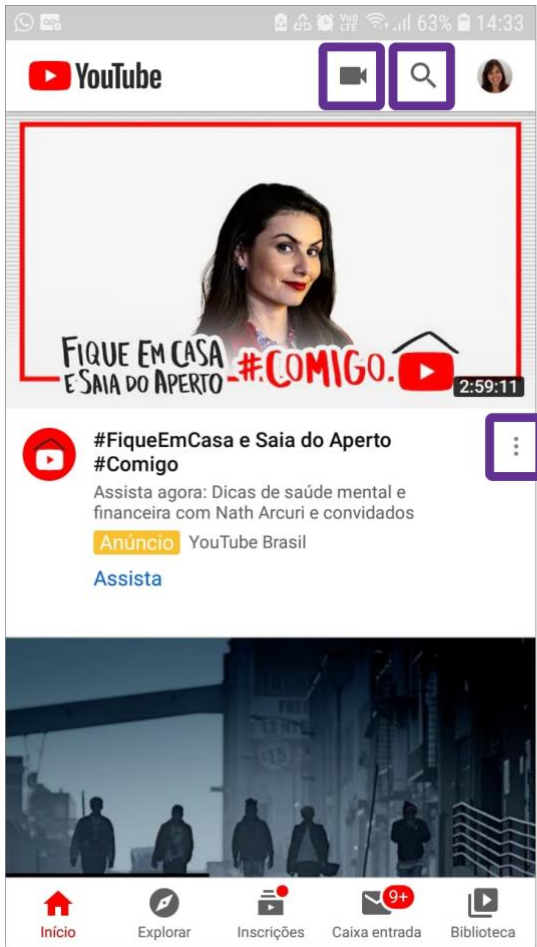 VoD LTE 63% 14:33
YouTube
FIQUE EM CASA
E SAIA DO APERTO #COMIGO.
2:59:11
#FiqueEmCasa e Saia do Aperto
#Comigo
Assista agora: Dicas de saúde mental e
financeira com Nath Arcuri e convidados
Anúncio YouTube Brasil
Assista
Início Explorar Inscrições 9+ Caixa entrada Biblioteca